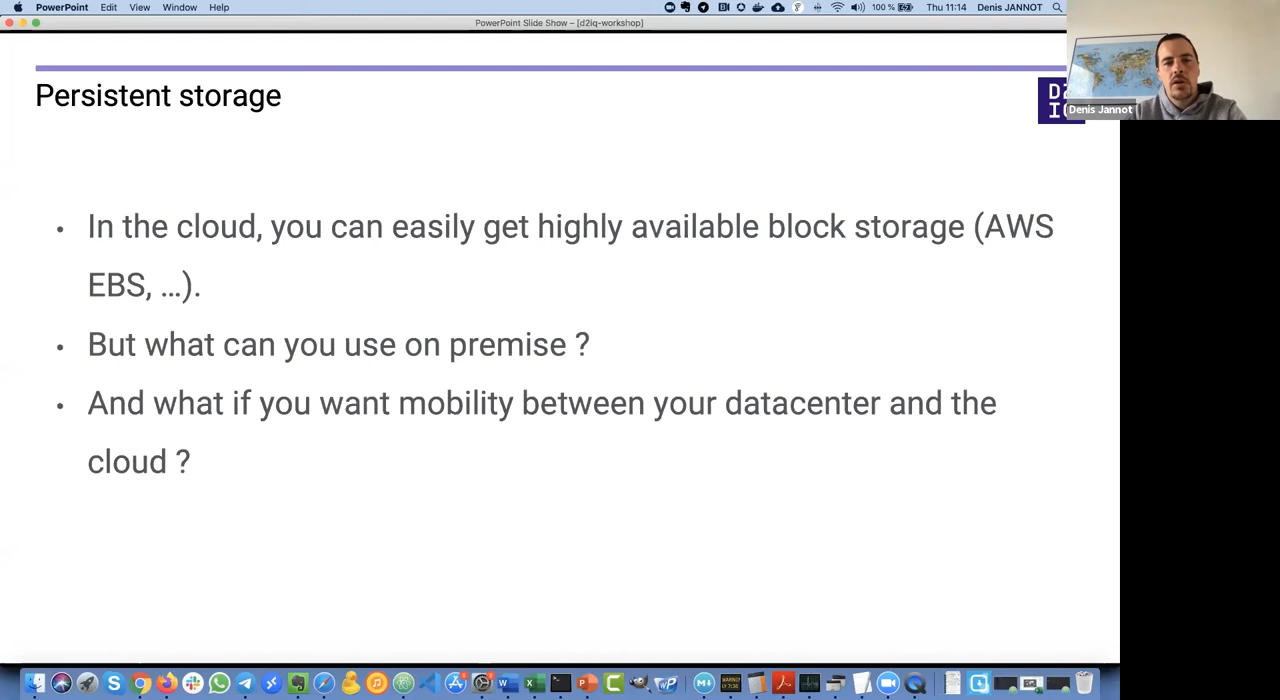 PowerPoint Edit View Window Help 100 % Thu 11:14 Denis JANNOT
PowerPoint Slide Show – [d2iq-workshop]
Persistent storage
Denis Jannot
• In the cloud, you can easily get highly available block storage (AWS
EBS, ...).
• But what can you use on premise ?
• And what if you want mobility between your datacenter and the
cloud ?